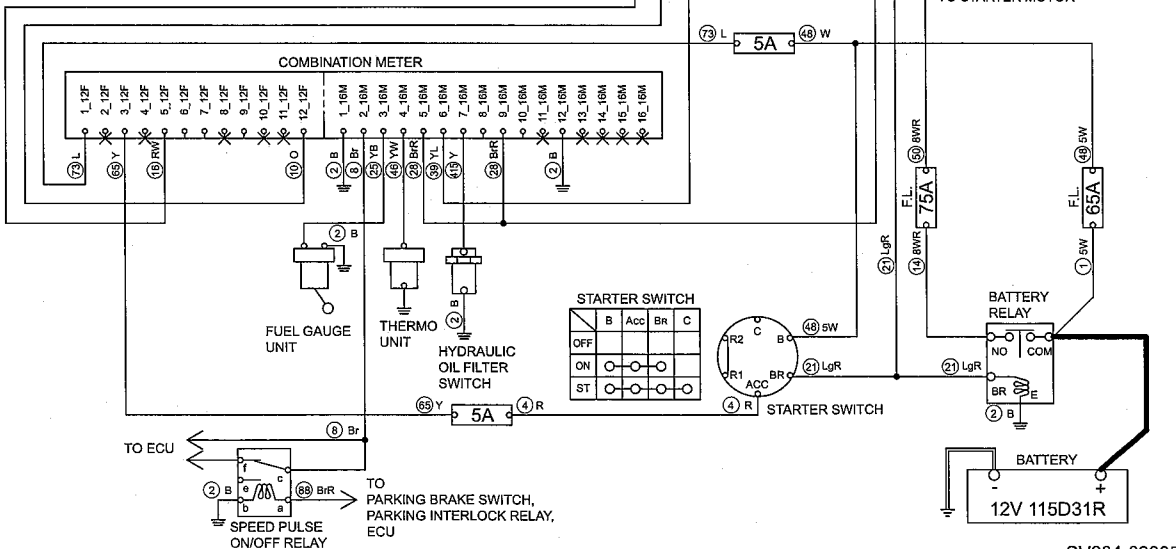 TO STARTER MOTOR
73 L
5A
48 W
COMBINATION METER
1_12F
2_12F
3_12F
4_12F
5_12F
6_12F
7_12F
8_12F
9_12F
10_12F
11_12F
12_12F
1_16M
2_16M
3_16M
4_16M
5_16M
6_16M
7_16M
8_16M
9_16M
10_16M
11_16M
12_16M
13_16M
14_16M
15_16M
16_16M
73 L
65 Y
16 RW
10 O
2 B
8 Br
25 YB
46 YW
28 BrR
39 YL
415 Y
28 BrR
2 B
50 8WR
48 5W
F.L.
75A
F.L.
65A
21 LgR
14 8WR
1 5W
2 B
FUEL GAUGE
UNIT
THERMO
UNIT
B
2
HYDRAULIC
OIL FILTER
SWITCH
STARTER SWITCH
B ACC BR C
OFF
ON
ST
C
R2
B
R1
BR
ACC
48 5W
21 LgR
4 R
STARTER SWITCH
BATTERY
RELAY
NO
COM
21 LgR
BR
E
2 B
65 Y
5A
4 R
8 Br
TO ECU
f
c
e
b
a
2 B
88 BrR
TO
PARKING BRAKE SWITCH,
PARKING INTERLOCK RELAY,
ECU
SPEED PULSE
ON/OFF RELAY
BATTERY
-
+
12V 115D31R